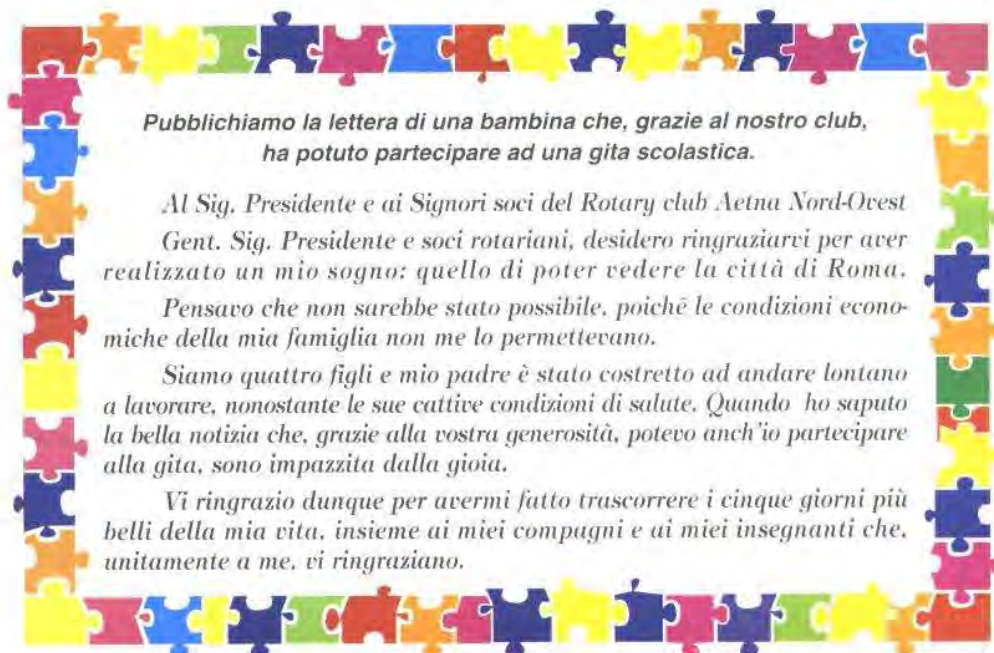 Pubblichiamo la lettera di una bambina che, grazie al nostro club,
ha potuto partecipare ad una gita scolastica.
Al Sig. Presidente e ai Signori soci del Rotary club Aetna Nord-Ovest
Gent. Sig. Presidente e soci rotariani, desidero ringraziarvi per aver
realizzato un mio sogno: quello di poter vedere la città di Roma.
Pensavo che non sarebbe stato possibile, poiché le condizioni econo-
miche della mia famiglia non me lo permettevano.
Siamo quattro figli e mio padre è stato costretto ad andare lontano
a lavorare, nonostante le sue cattive condizioni di salute. Quando ho saputo
la bella notizia che, grazie alla vostra generosità, potevo anch'io partecipare
alla gita, sono impazzita dalla gioia.
Vi ringrazio dunque per avermi fatto trascorrere i cinque giorni più
belli della mia vita, insieme ai miei compagni e ai miei insegnanti che,
unitamente a me, vi ringraziano.